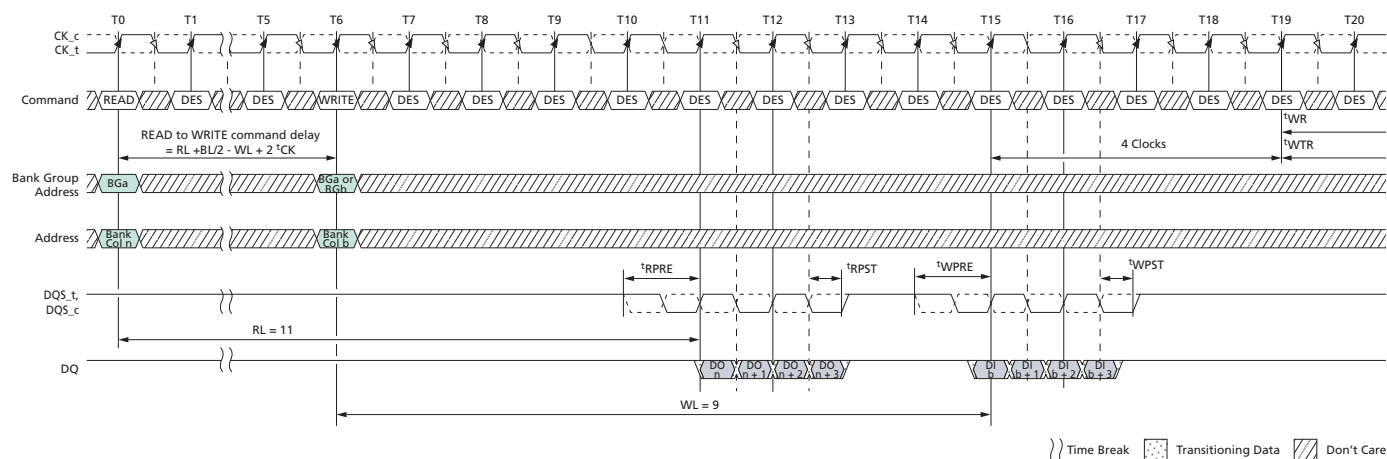 T0 T1 T5 T6 T7 T8 T9 T10 T11 T12 T13 T14 T15 T16 T17 T18 T19 T20
CK_c
CK_t
Command READ DES DES WRITE DES DES DES DES DES DES DES DES DES DES DES DES DES DES
tWR
READ to WRITE command delay
= RL +BL/2 - WL + 2 tCK
4 Clocks
tWTR
Bank Group
Address
BGa
BGa or
BGb
Address
Bank
Col n
Bank
Col b
tRPRE tRPST tWPRE tWPST
DQS_t,
DQS_c
RL = 11
DQ
DO
n
DO
n + 1
DO
n + 2
DO
n + 3
DI
b
DI
b + 1
DI
b + 2
DI
b + 3
WL = 9
Time Break Transitioning Data Don't Care